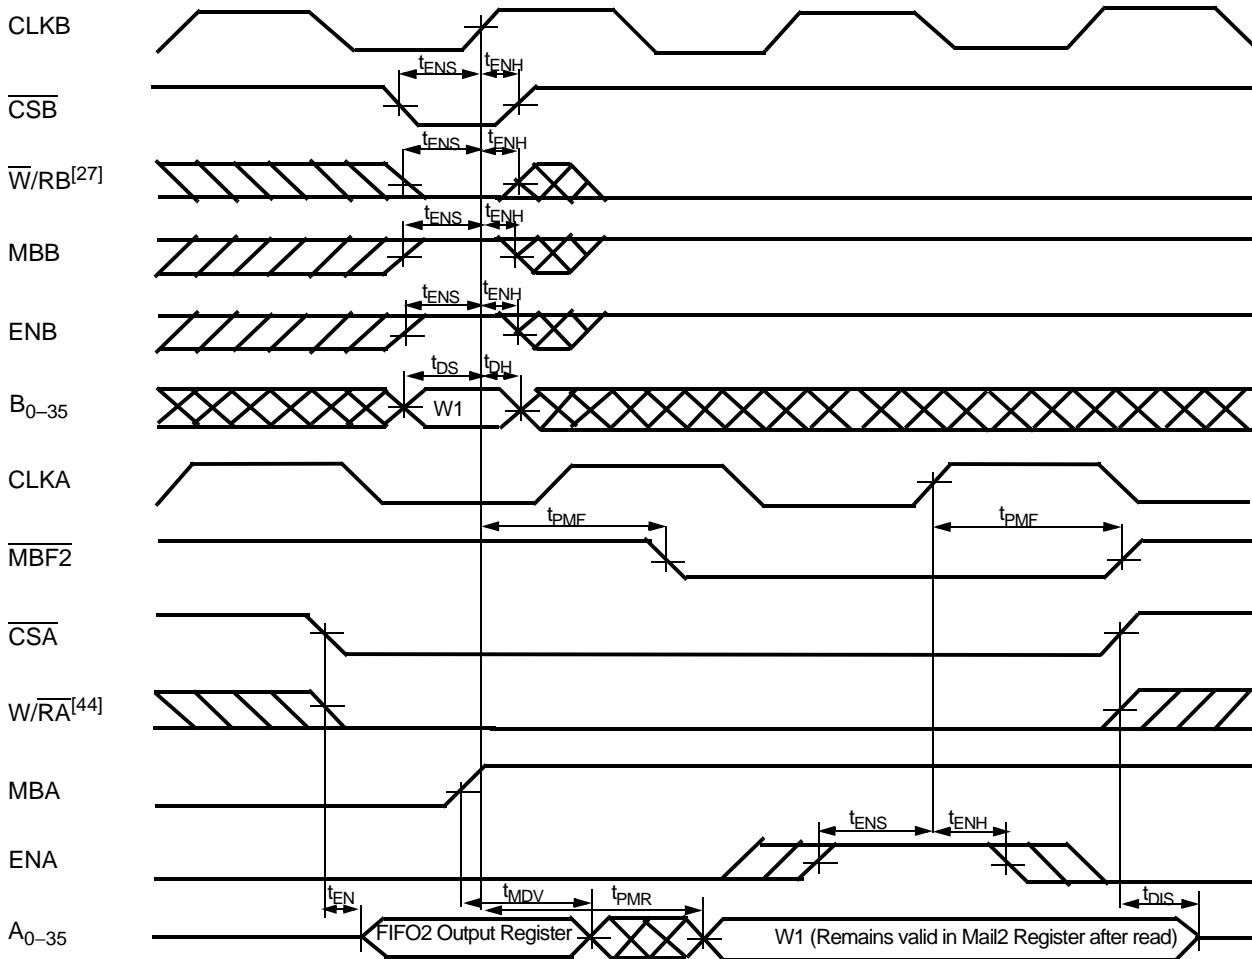 CLKB
tENS tENH
CSB
tENS tENH
W/RB[27]
tENS tENH
MBB
tENS tENH
ENB
tDS tDH
B0–35 W1
CLKA
tPMF tPMF
MBF2
CSA
W/RA[44]
MBA
tENS tENH
ENA
tEN tMDV tPMR tDIS
A0–35 FIFO2 Output Register W1 (Remains valid in Mail2 Register after read)